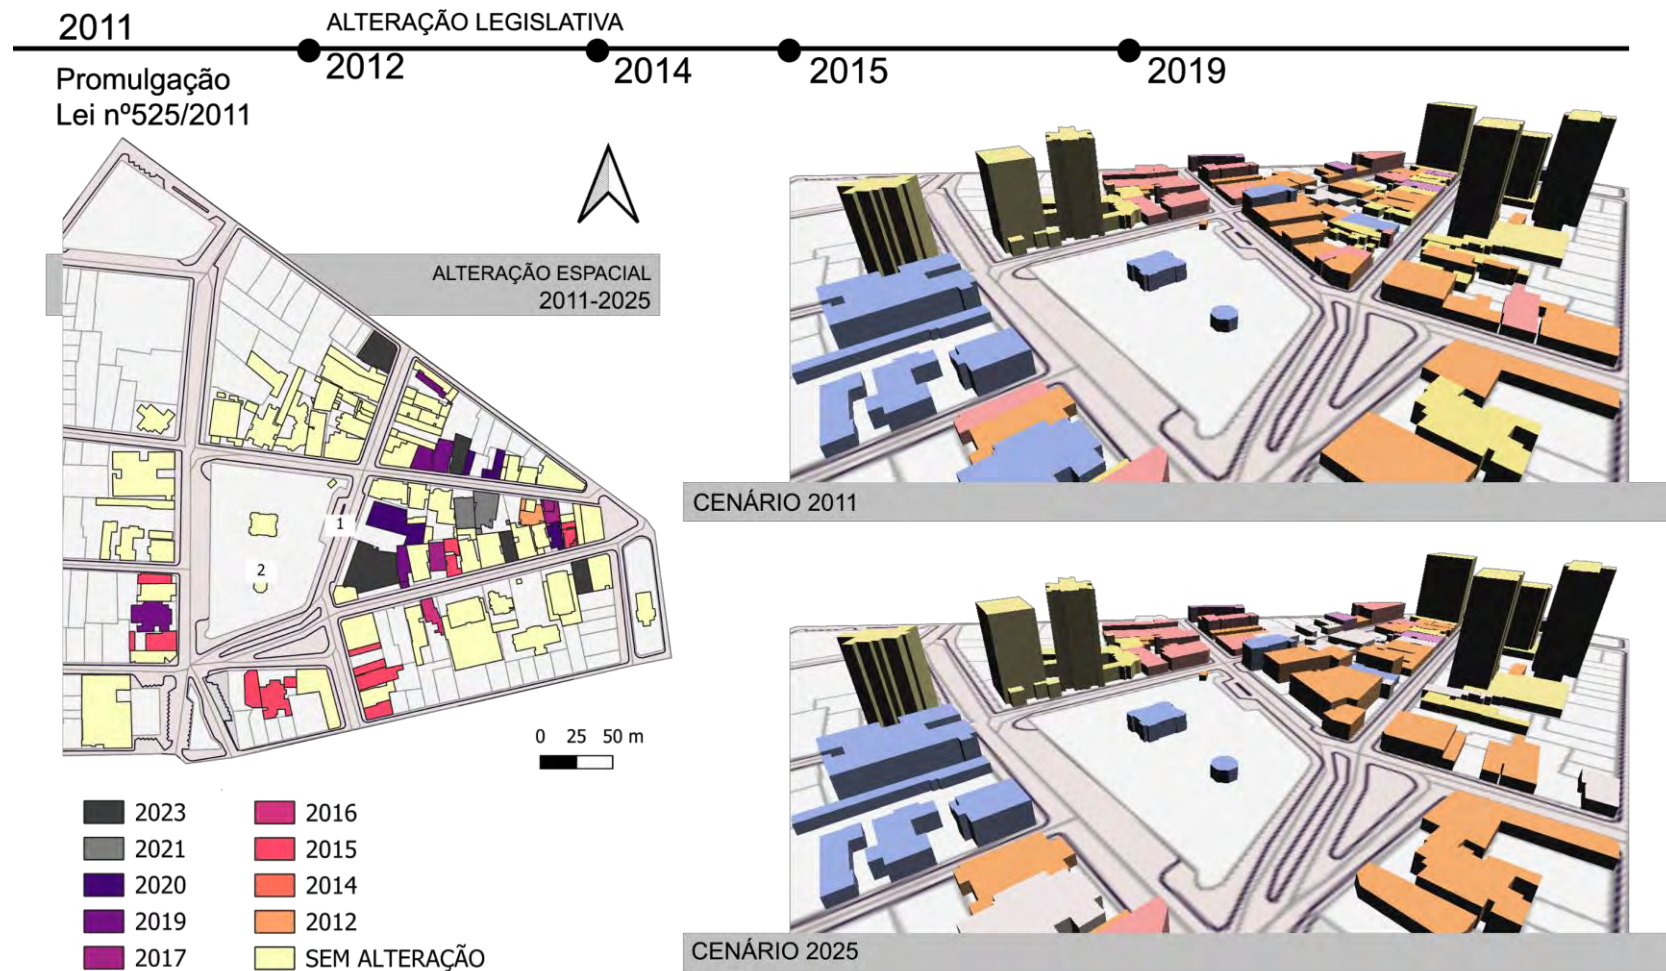 2011
ALTERAÇÃO LEGISLATIVA
2012
2014
2015
2019
Promulgação
Lei nº525/2011
ALTERAÇÃO ESPACIAL
2011-2025
1
2
0 25 50 m
2023
2021
2020
2019
2017
2016
2015
2014
2012
SEM ALTERAÇÃO
CENÁRIO 2011
CENÁRIO 2025